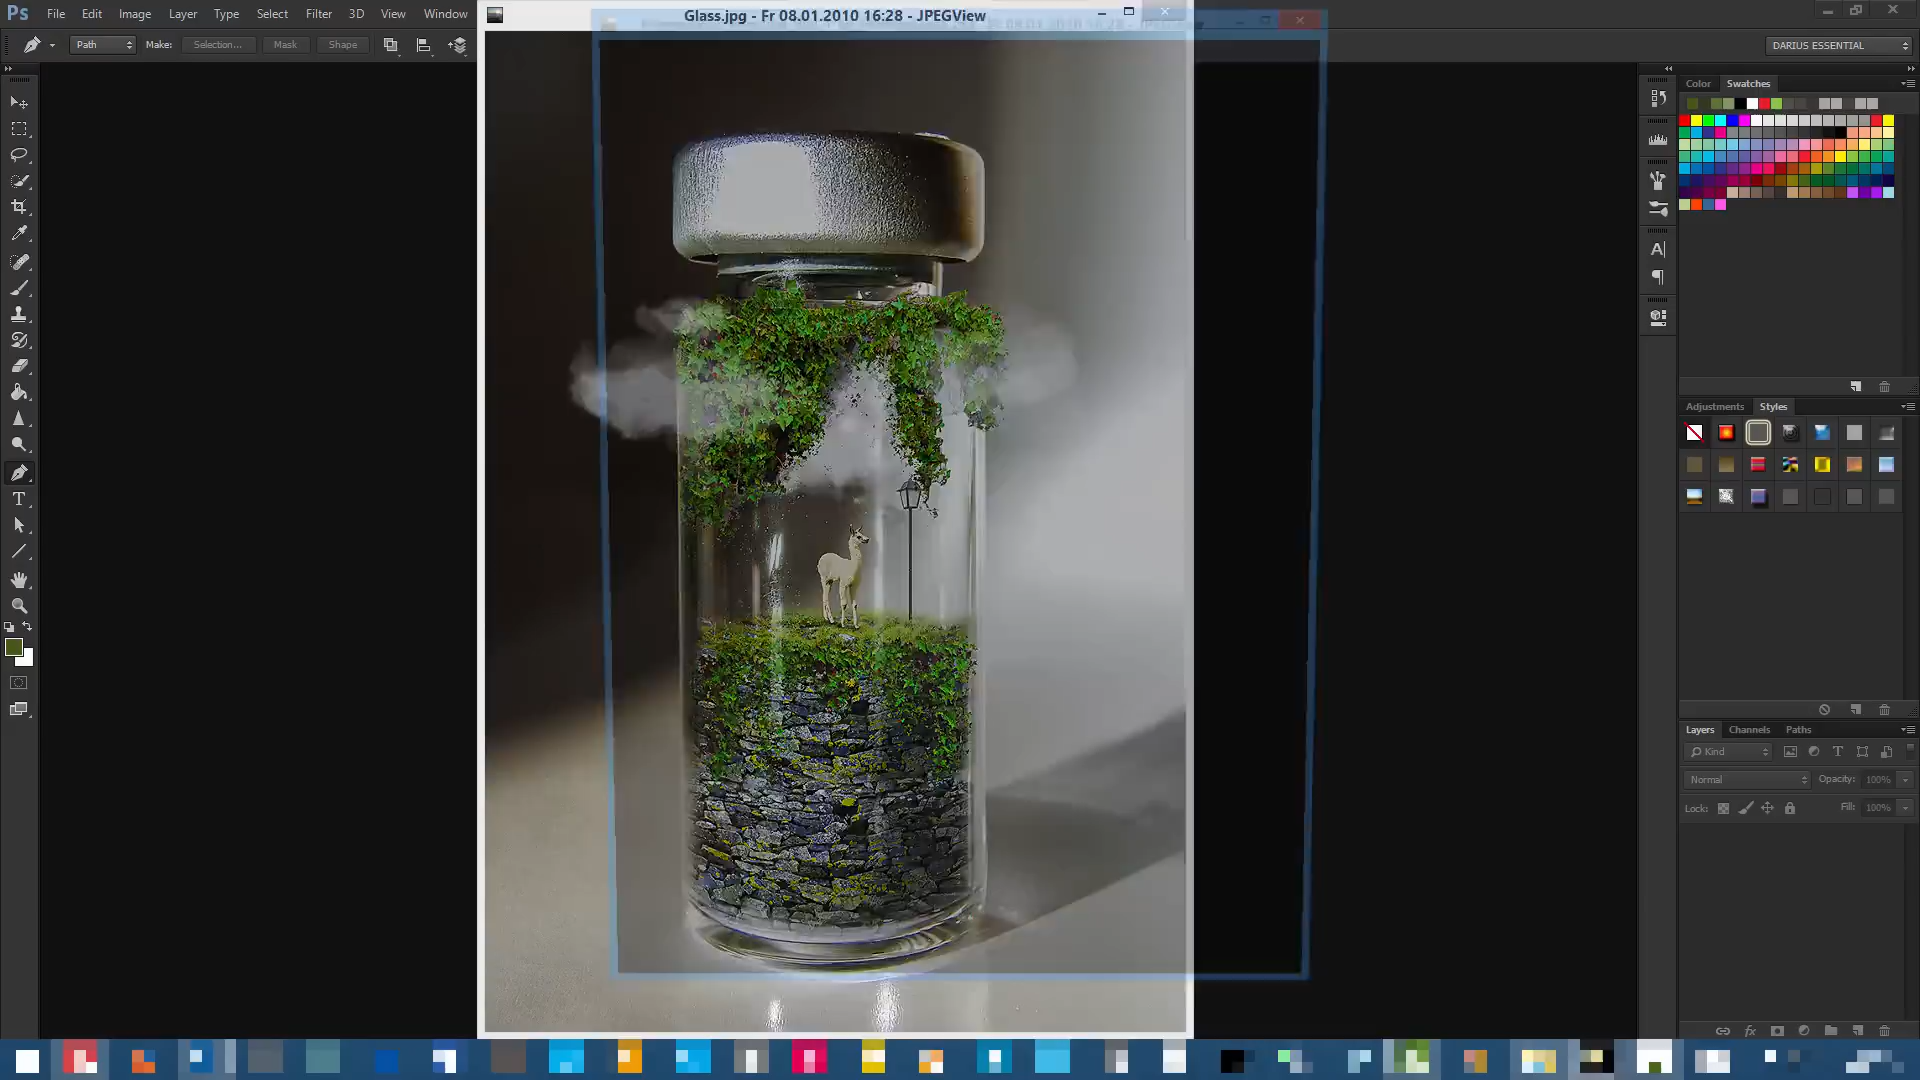 Ps File Edit Image Layer Type Select Filter 3D View Window
Glass.jpg - Fr 08.01.2010 16:28 - JPEGView
Path Make: Selection... Mask Shape
DARIUS ESSENTIAL
Color Swatches
Adjustments Styles
Layers Channels Paths
Kind
Normal Opacity: 100%
Lock: Fill: 100%